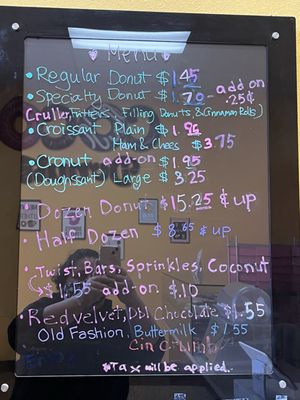 Menu
• Regular Donut $1.45
• Specialty Donut $1.70 - add-on .25¢
(Cruller, Fritters, Filling Donuts & Cinnamon Rolls)
• Croissant Plain $1.96
Ham & Chees $3.75
• Cronut add-on $1.95
(Doughssant) Large $3.25
• Dozen Donut $15.25 ¢ up
• Half Dozen $8.65 ¢ up
• Twist, Bars, Sprinkles, Coconut
$1.55 add-on $.10
• Red velvet, Dbl Chocolate $1.55
Old Fashion, Buttermilk $1.55
Cin Crumb
*Tax will be applied.